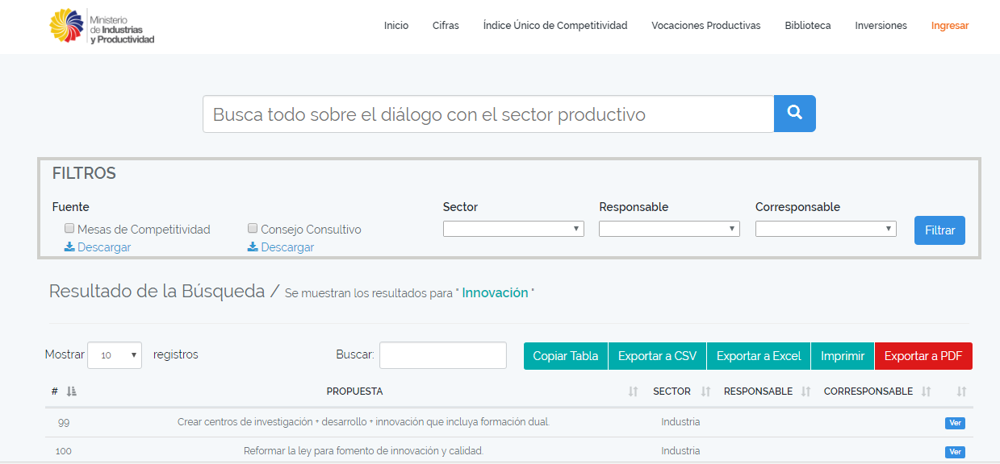 Ministerio
de Industrias
y Productividad
Inicio Cifras Índice Único de Competitividad Vocaciones Productivas Biblioteca Inversiones Ingresar
Busca todo sobre el diálogo con el sector productivo
FILTROS
Fuente Sector Responsable Corresponsable
Mesas de Competitividad Consejo Consultivo Filtrar
Descargar Descargar
Resultado de la Búsqueda / Se muestran los resultados para " Innovación "
Mostrar 10 registros Buscar: Copiar Tabla Exportar a CSV Exportar a Excel Imprimir Exportar a PDF
# PROPUESTA SECTOR RESPONSABLE CORRESPONSABLE
99 Crear centros de investigación + desarrollo + innovación que incluya formación dual. Industria Ver
100 Reformar la ley para fomento de innovación y calidad. Industria Ver